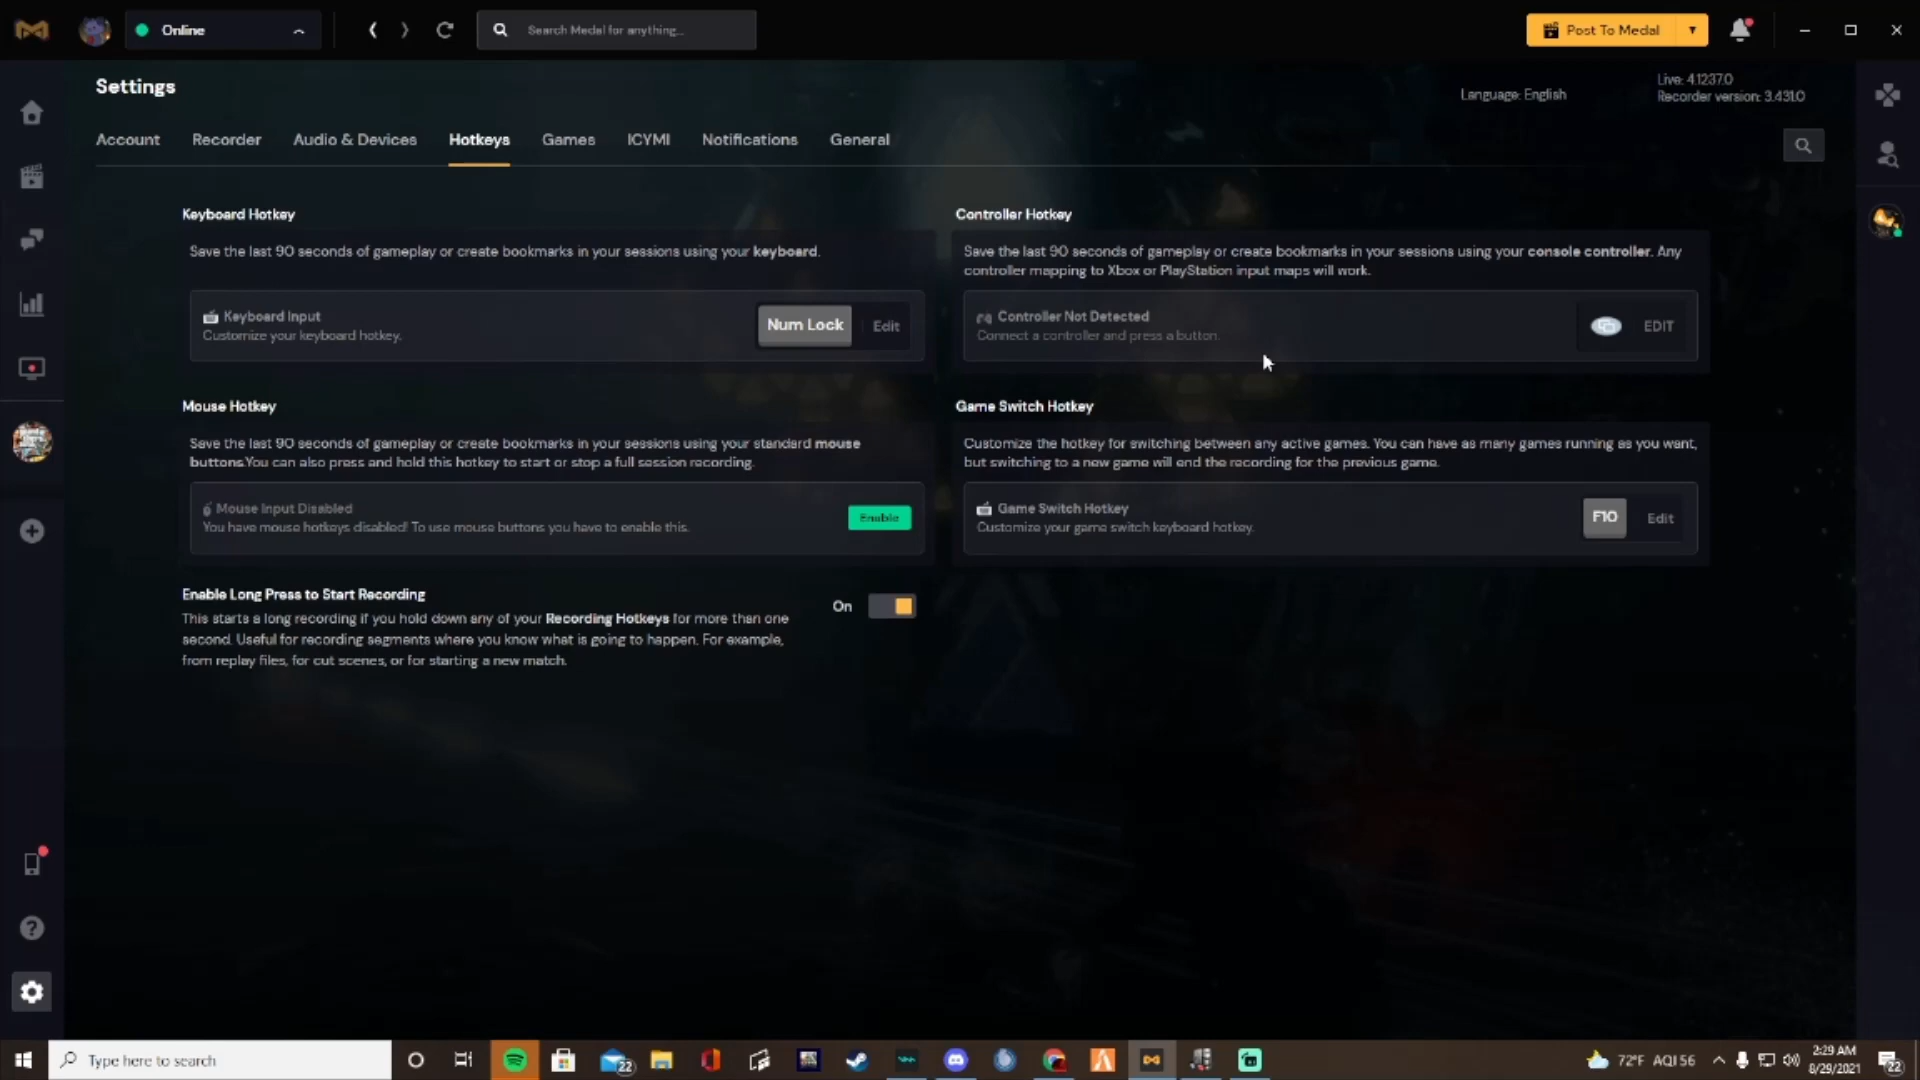 Online
Search Medal for anything...
Post To Medal
Settings
Language: English
Live: 4.1237.0
Recorder version: 3.431.0
Account Recorder Audio & Devices Hotkeys Games ICYMI Notifications General
Keyboard Hotkey
Save the last 90 seconds of gameplay or create bookmarks in your sessions using your keyboard.
Keyboard Input
Customize your keyboard hotkey.
Num Lock Edit
Controller Hotkey
Save the last 90 seconds of gameplay or create bookmarks in your sessions using your console controller. Any
controller mapping to Xbox or PlayStation input maps will work.
Controller Not Detected
Connect a controller and press a button.
EDIT
Mouse Hotkey
Save the last 90 seconds of gameplay or create bookmarks in your sessions using your standard mouse
buttons.You can also press and hold this hotkey to start or stop a full session recording.
Mouse Input Disabled
You have mouse hotkeys disabled! To use mouse buttons you have to enable this.
Enable
Game Switch Hotkey
Customize the hotkey for switching between any active games. You can have as many games running as you want,
but switching to a new game will end the recording for the previous game.
Game Switch Hotkey
Customize your game switch keyboard hotkey.
F10 Edit
Enable Long Press to Start Recording
This starts a long recording if you hold down any of your Recording Hotkeys for more than one
second. Useful for recording segments where you know what is going to happen. For example,
from replay files, for cut scenes, or for starting a new match.
On
Type here to search
22
72°F AQI 56
2:29 AM
8/29/2021
22